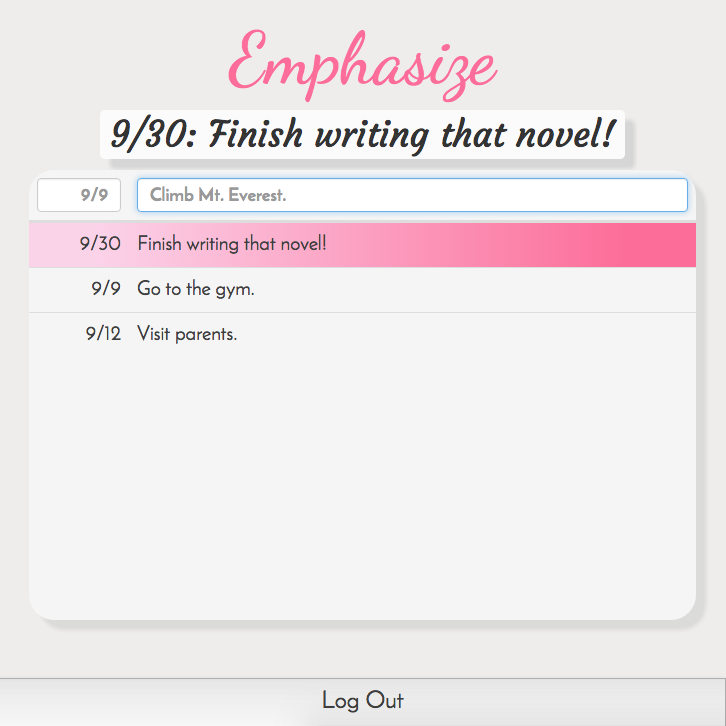 Emphasize
9/30: Finish writing that novel!
9/9 Climb Mt. Everest.
9/30 Finish writing that novel!
9/9 Go to the gym.
9/12 Visit parents.
Log Out